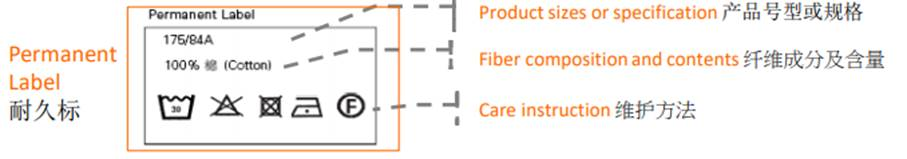 Permanent Label
耐久标
Permanent Label
175/84A
100% 棉 (Cotton)
30
F
Product sizes or specification 产品号型或规格
Fiber composition and contents 纤维成分及含量
Care instruction 维护方法